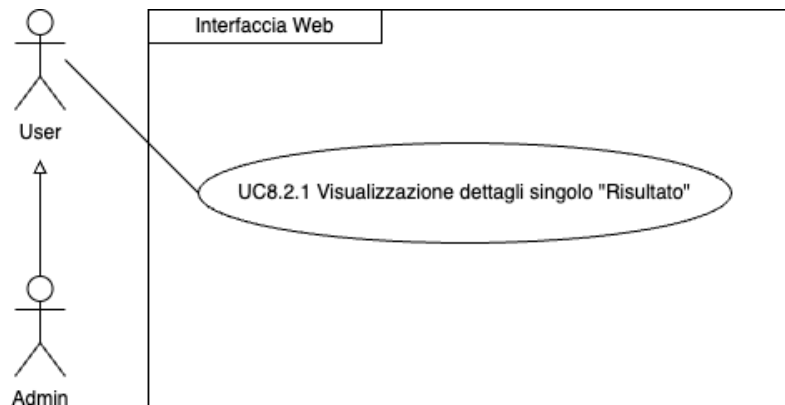 Interfaccia Web
User
UC8.2.1 Visualizzazione dettagli singolo "Risultato"
Admin